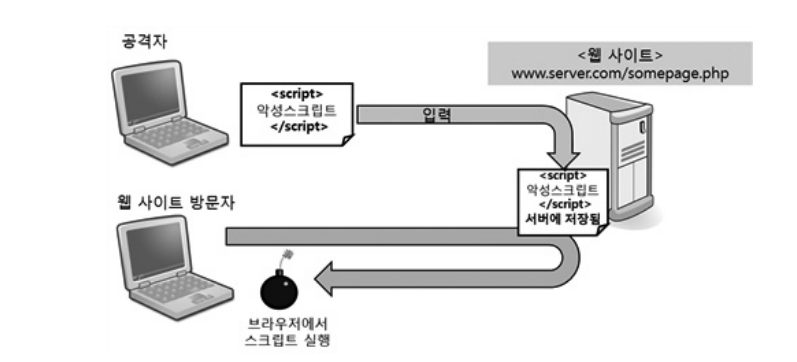 공격자
<웹 사이트>
www.server.com/somepage.php
<script>
악성스크립트
</script>
입력
<script>
악성스크립트
</script>
서버에 저장됨
웹 사이트 방문자
브라우저에서
스크립트 실행